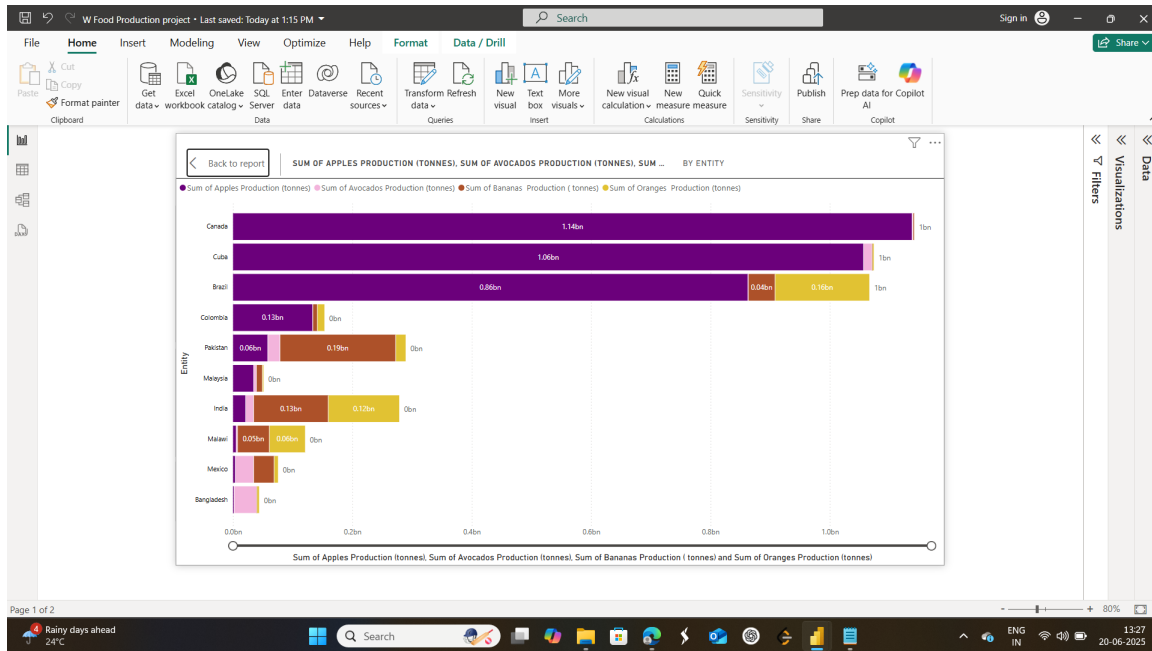 W Food Production project • Last saved: Today at 1:15 PM
Search
Sign in
File Home Insert Modeling View Optimize Help Format Data / Drill
Share
Paste
Cut
Copy
Format painter
Clipboard
Get data
Excel workbook
OneLake catalog
SQL Server
Enter data
Dataverse
Recent sources
Data
Transform data
Refresh
Queries
New visual
Text box
More visuals
Insert
New visual calculation
New measure
Quick measure
Calculations
Sensitivity
Sensitivity
Publish
Share
Prep data for AI
Copilot
Copilot
Back to report
SUM OF APPLES PRODUCTION (TONNES), SUM OF AVOCADOS PRODUCTION (TONNES), SUM ... BY ENTITY
Sum of Apples Production (tonnes) Sum of Avocados Production (tonnes) Sum of Bananas Production ( tonnes) Sum of Oranges Production (tonnes)
Entity
Canada 1.14bn 1bn
Cuba 1.06bn 1bn
Brazil 0.86bn 0.04bn 0.16bn 1bn
Colombia 0.13bn 0bn
Pakistan 0.06bn 0.19bn 0bn
Malaysia 0bn
India 0.13bn 0.12bn 0bn
Malawi 0.05bn 0.06bn 0bn
Mexico 0bn
Bangladesh 0bn
0.0bn 0.2bn 0.4bn 0.6bn 0.8bn 1.0bn
Sum of Apples Production (tonnes), Sum of Avocados Production (tonnes), Sum of Bananas Production ( tonnes) and Sum of Oranges Production (tonnes)
Filters
Visualizations
Data
Page 1 of 2
80%
4
Rainy days ahead
24°C
Search
ENG
IN
13:27
20-06-2025